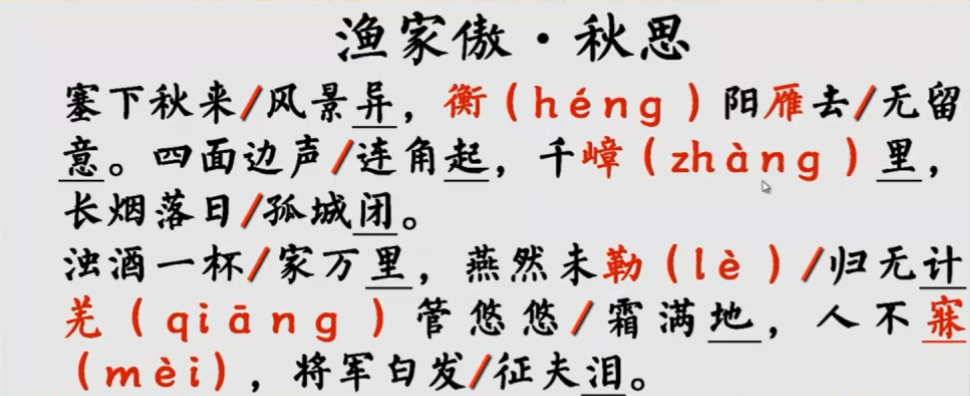 渔家傲·秋思
塞下秋来/风景异，衡（héng）阳雁去/无留
意。四面边声/连角起，千嶂（zhàng）里，
长烟落日/孤城闭。
浊酒一杯/家万里，燕然未勒（lè）/归无计
羌（qiāng）管悠悠/霜满地，人不寐
（mèi），将军白发/征夫泪。